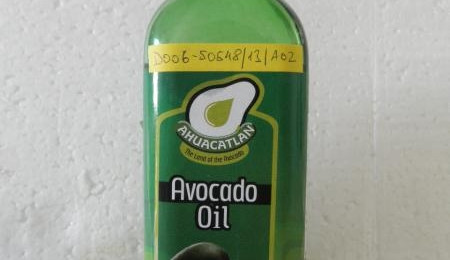 D006-50648/13/A02
AHUACATLAN
The Land of the Avocado
Avocado
Oil